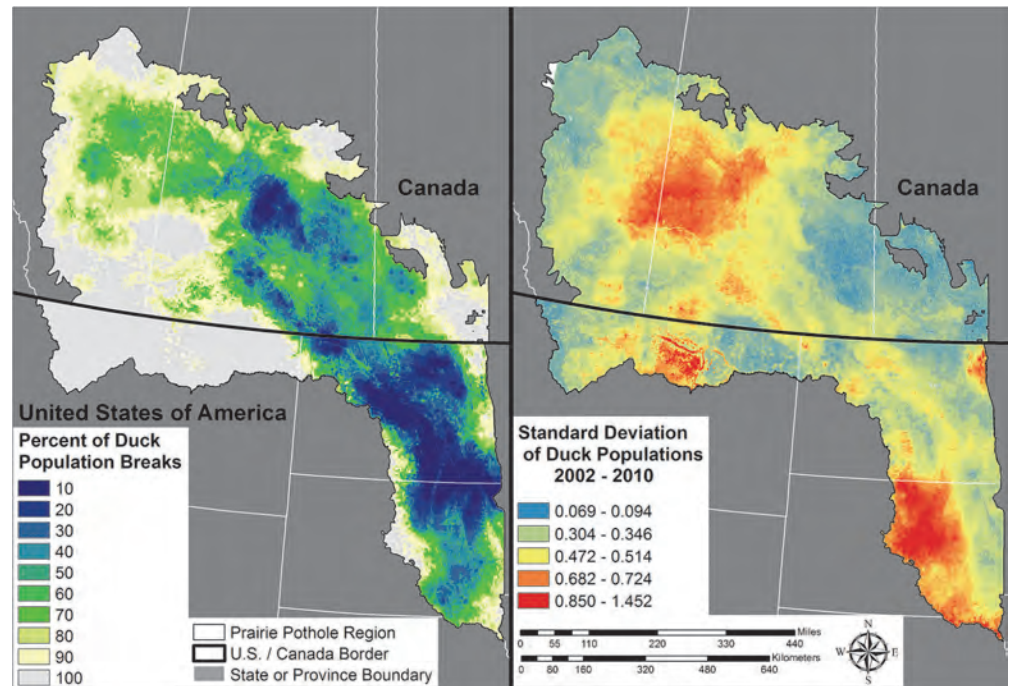 Canada
United States of America
Percent of Duck
Population Breaks
10
20
30
40
50
60
70
80
90
100
Prairie Pothole Region
U.S. / Canada Border
State or Province Boundary
Canada
Standard Deviation
of Duck Populations
2002 - 2010
0.069 - 0.094
0.304 - 0.346
0.472 - 0.514
0.682 - 0.724
0.850 - 1.452
Miles
0 55 110 220 330 440
Kilometers
0 80 160 320 480 640
N
W E
S